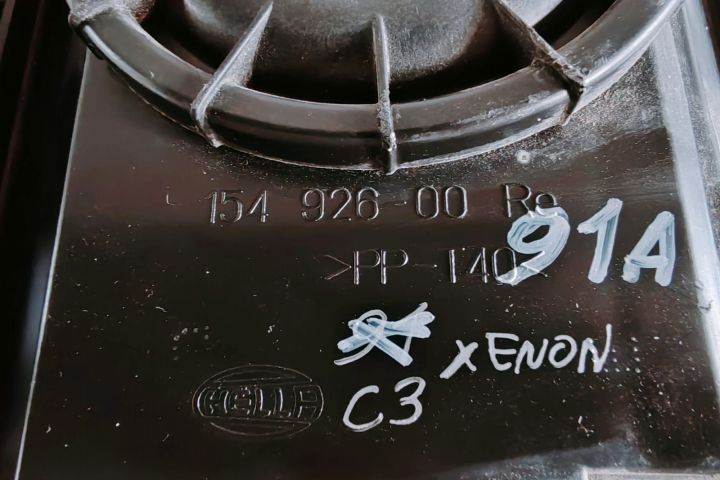 154 926-00 Re
>PP-T40< 91A
XENON
HELLA C3